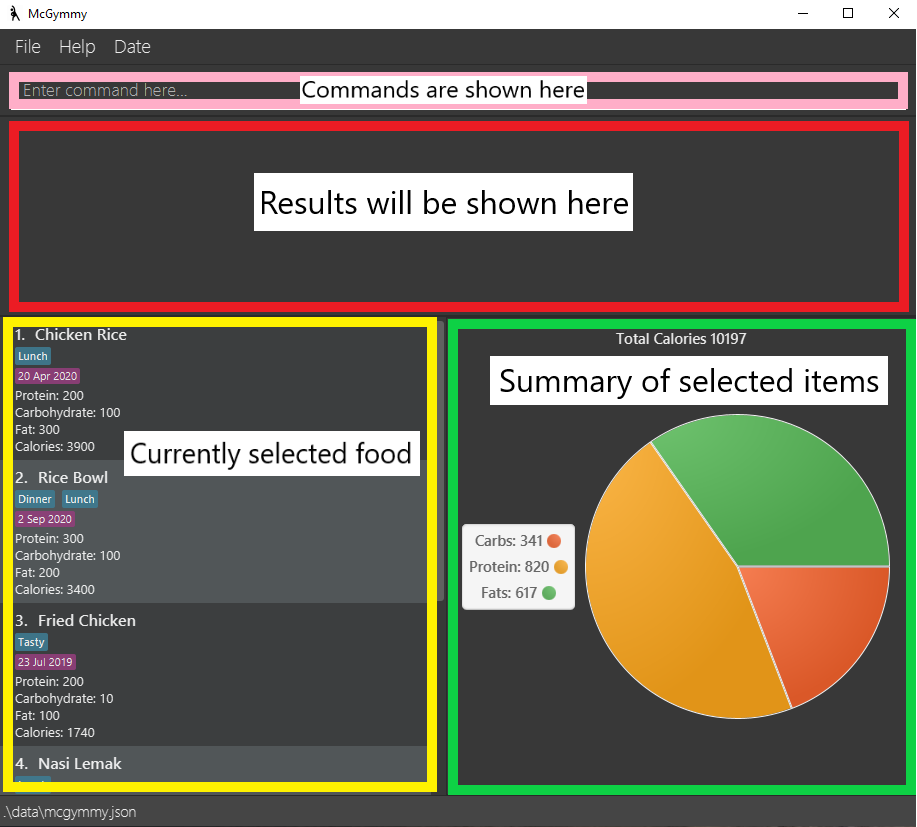 McGymmy
File Help Date
Enter command here...
Commands are shown here
Results will be shown here
1. Chicken Rice
Lunch
20 Apr 2020
Protein: 200
Carbohydrate: 100
Fat: 300
Calories: 3900
Currently selected food
2. Rice Bowl
Dinner Lunch
2 Sep 2020
Protein: 300
Carbohydrate: 100
Fat: 200
Calories: 3400
3. Fried Chicken
Tasty
23 Jul 2019
Protein: 200
Carbohydrate: 10
Fat: 100
Calories: 1740
4. Nasi Lemak
Total Calories 10197
Summary of selected items
Carbs: 341
Protein: 820
Fats: 617
.\data\mcgymmy.json